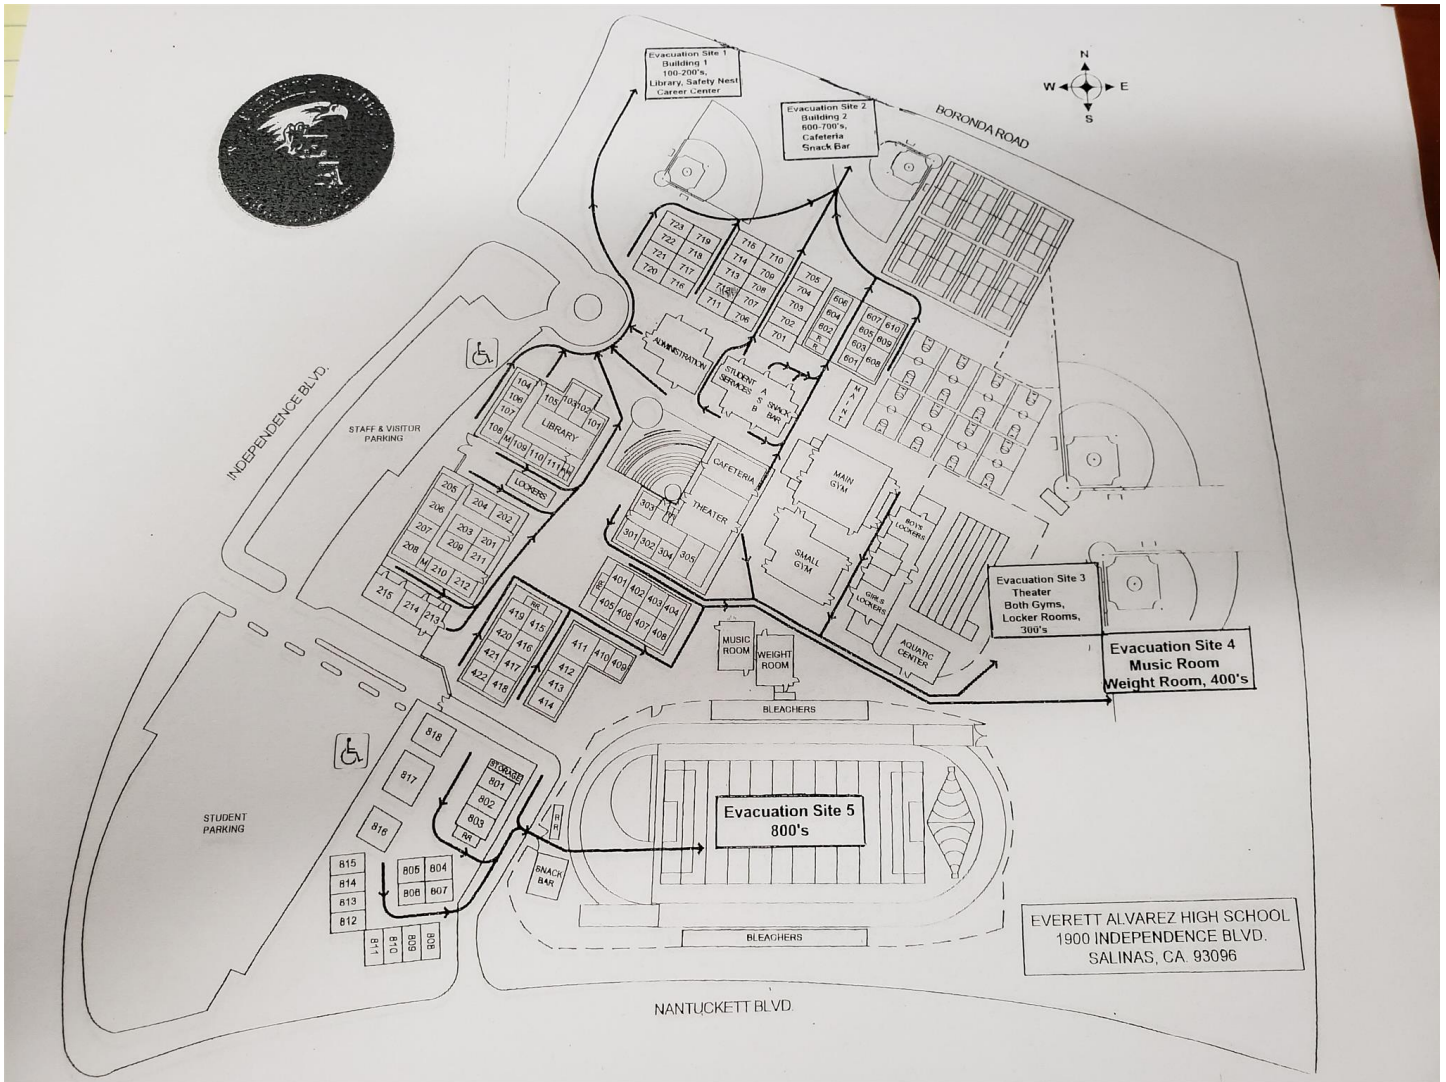 Evacuation Site 1
Building 1
100-200's,
Library, Safety Nest
Career Center
Evacuation Site 2
Building 2
600-700's,
Cafeteria
Snack Bar
BORONDA ROAD
N
W E
S
723 719
722 718
721 717
720 716
715 710
714 709
713 708
707
711 706
705
704
703
702
701
606
604
602
R
R
607 610
605 609
603 608
601
ADMINISTRATION
STUDENT
SERVICES
A
S
B
SNACK
BAR
M
A
I
N
T
INDEPENDENCE BLVD.
STAFF & VISITOR
PARKING
104
106
107
108
105
103
102
101
LIBRARY
M
109
110
111
LOCKERS
205
206
207
208
204 202
203 201
209 211
M
210
212
215
214
213
CAFETERIA
THEATER
303
301
302
304
305
MAIN
GYM
SMALL
GYM
BOYS
LOCKERS
GIRLS
LOCKERS
AQUATIC
CENTER
Evacuation Site 3
Theater
Both Gyms,
Locker Rooms,
300's
Evacuation Site 4
Music Room
Weight Room, 400's
RR
401
402
403
404
405
406
407
408
RR
419 415
420 416
421 417
422 418
411
410
409
412
413
414
MUSIC
ROOM
WEIGHT
ROOM
BLEACHERS
818
817
816
STORAGE
801
802
803
RR
R
R
SNACK
BAR
Evacuation Site 5
800's
STUDENT
PARKING
815
814
813
812
805 804
806 807
811
810
809
808
BLEACHERS
EVERETT ALVAREZ HIGH SCHOOL
1900 INDEPENDENCE BLVD.
SALINAS, CA. 93096
NANTUCKETT BLVD.